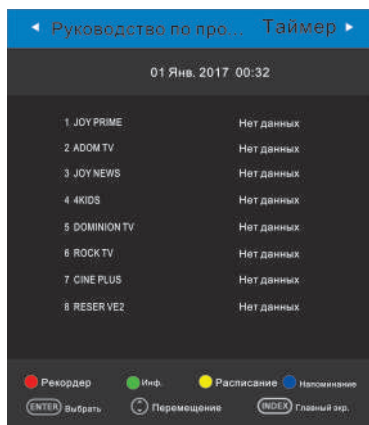 Руководство по про... Таймер
01 Янв. 2017 00:32
1 JOY PRIME Нет данных
2 ADOM TV Нет данных
3 JOY NEWS Нет данных
4 4KIDS Нет данных
5 DOMINION TV Нет данных
6 ROCK TV Нет данных
7 CINE PLUS Нет данных
8 RESERVE2 Нет данных
Рекордер Инф. Расписание Напоминание
ENTER Выбрать Перемещение INDEX Главный экр.